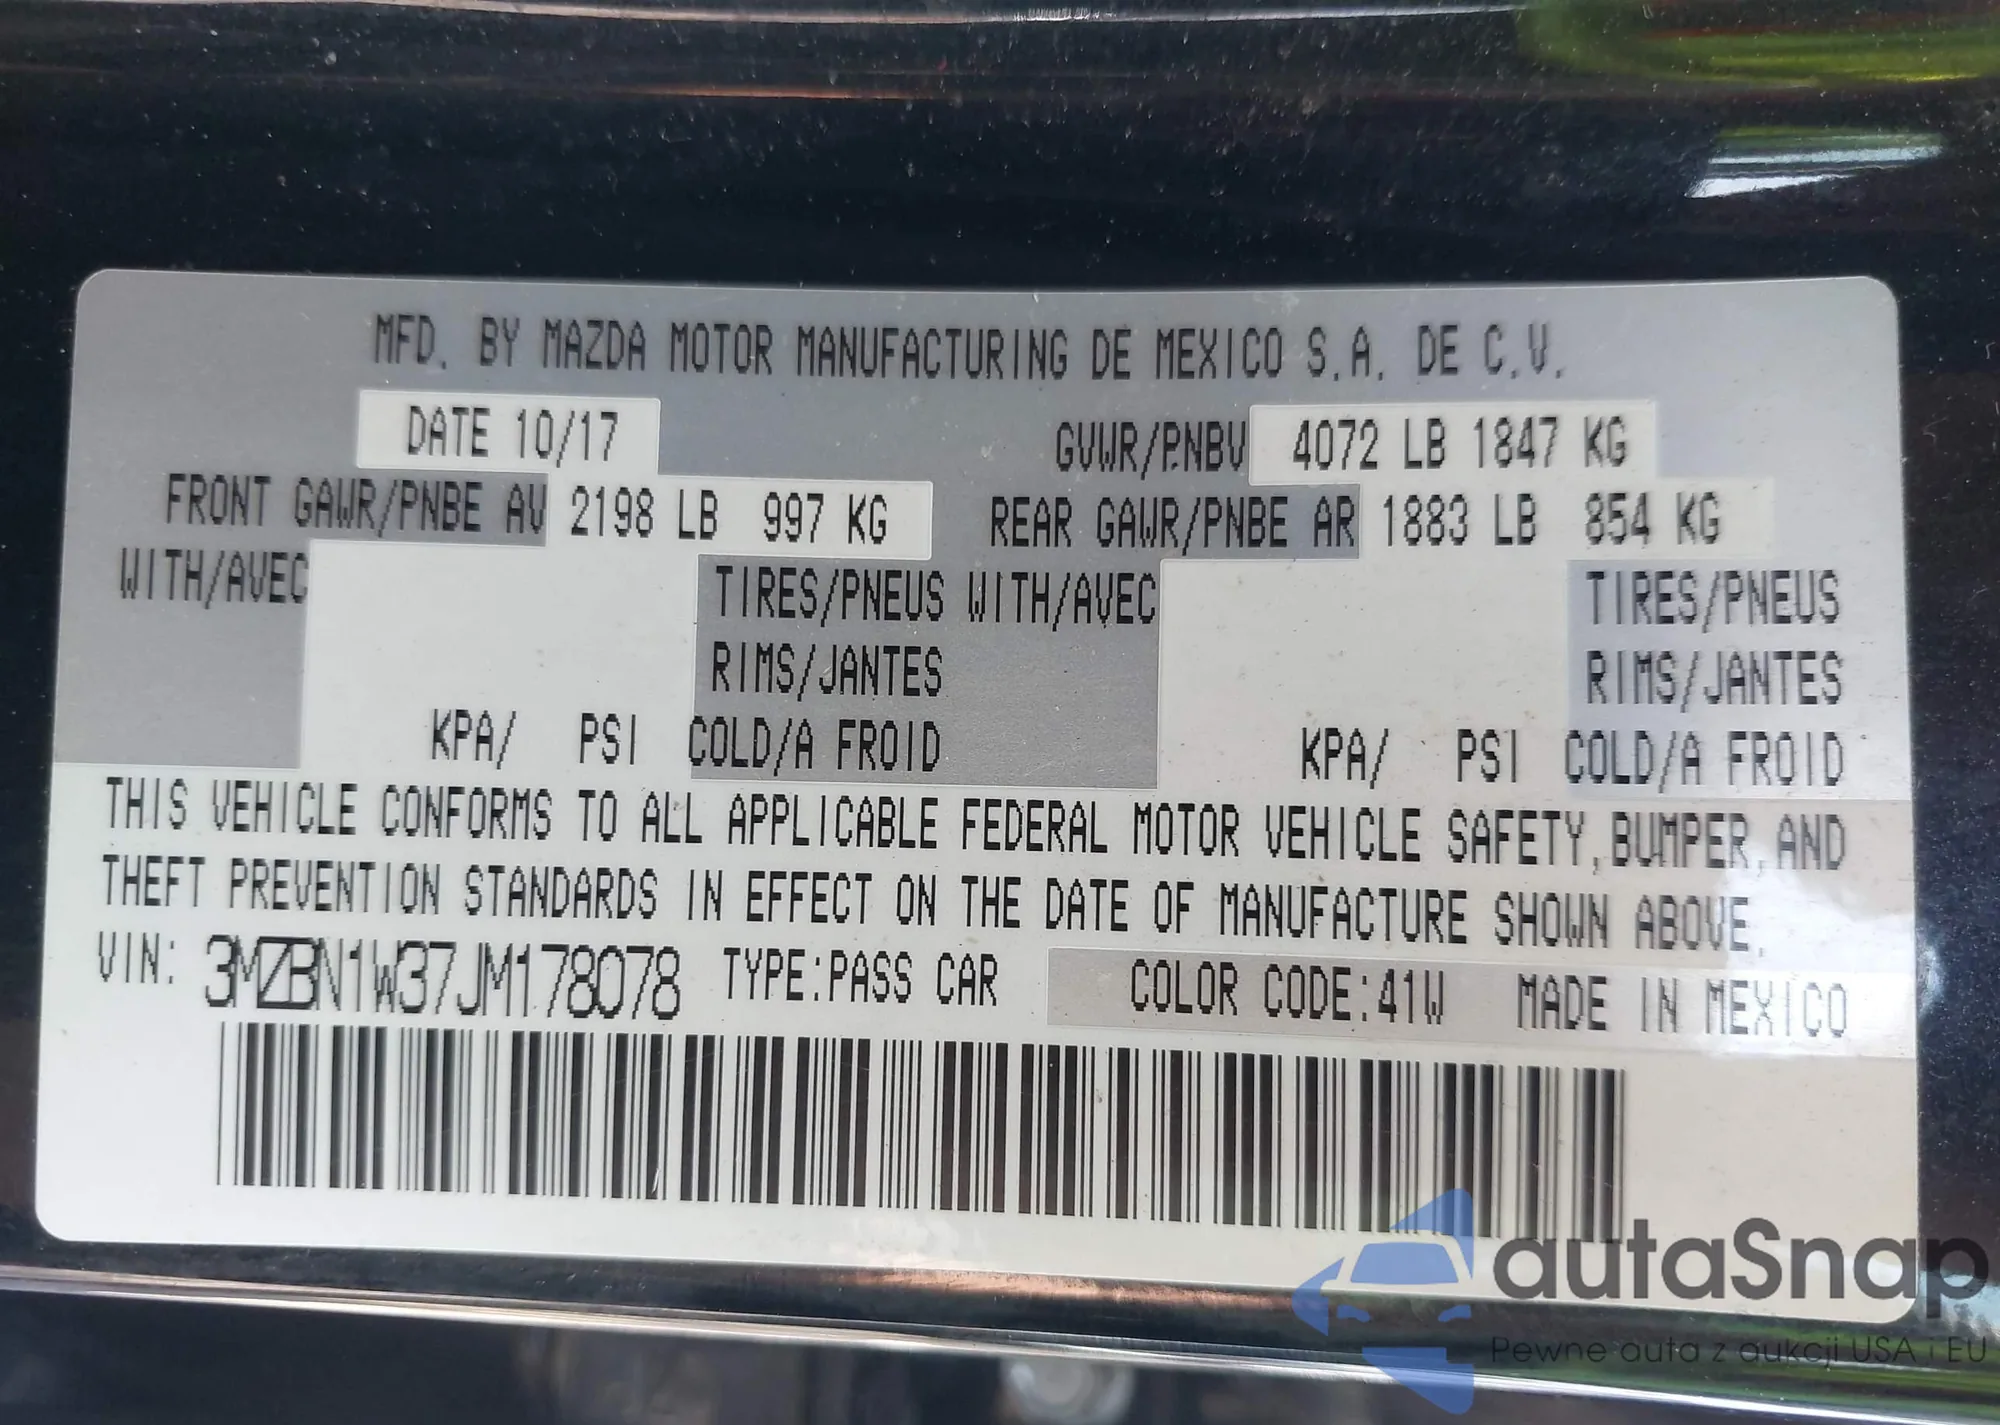 MFD. BY MAZDA MOTOR MANUFACTURING DE MEXICO S.A. DE C.V.
DATE 10/17 GVWR/PNBV 4072 LB 1847 KG
FRONT GAWR/PNBE AV 2198 LB 997 KG REAR GAWR/PNBE AR 1883 LB 854 KG
WITH/AVEC TIRES/PNEUS WITH/AVEC TIRES/PNEUS
RIMS/JANTES RIMS/JANTES
KPA/ PSI COLD/A FROID KPA/ PSI COLD/A FROID
THIS VEHICLE CONFORMS TO ALL APPLICABLE FEDERAL MOTOR VEHICLE SAFETY, BUMPER, AND
THEFT PREVENTION STANDARDS IN EFFECT ON THE DATE OF MANUFACTURE SHOWN ABOVE.
VIN: 3MZBN1W37JM178078 TYPE:PASS CAR COLOR CODE:41W MADE IN MEXICO
autaSnap
Pewne auta z aukcji USA i EU